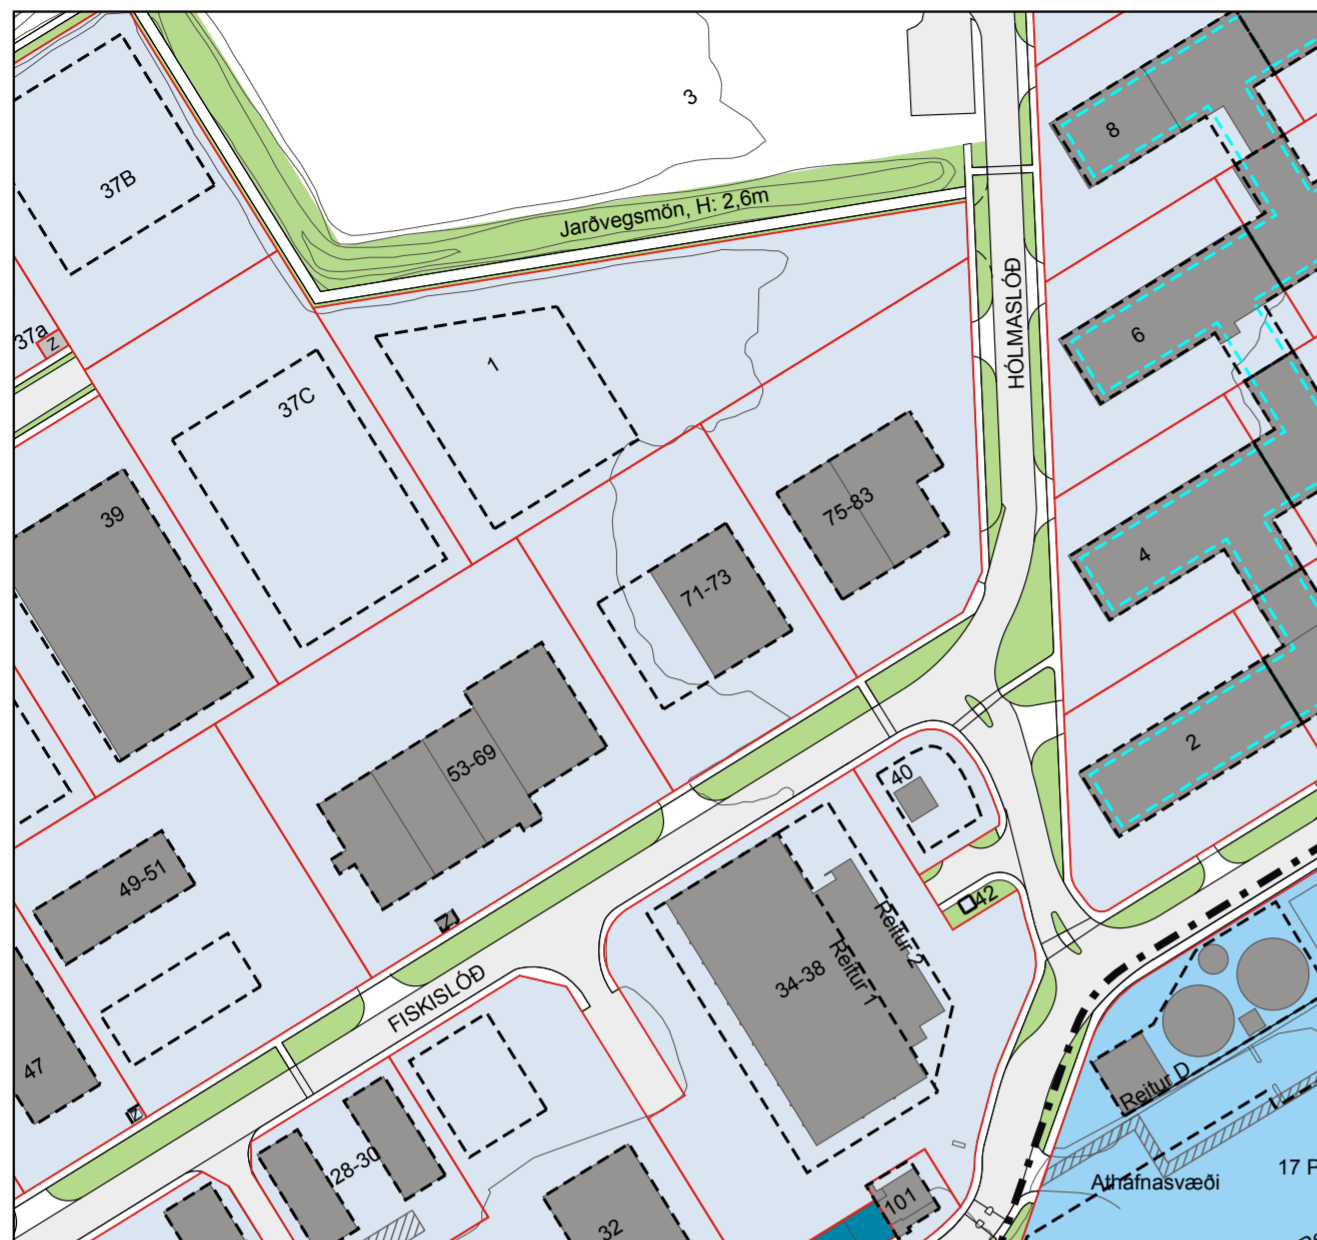 3
8
37B
Jarðvegsmön, H: 2,6m
HÓLMASLÓÐ
37a
Z
6
1
37C
39
75-83
4
71-73
53-69
2
40
49-51
Z
42
Reitur 2
Reitur 1
34-38
FISKISLÓÐ
47
Z
Reitur D
28-30
Athafnasvæði
17 P
101
32